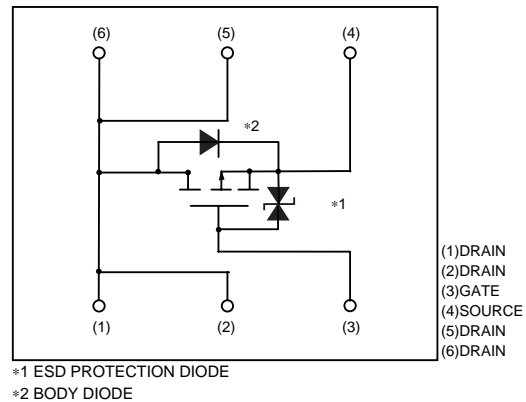 (6) (5) (4)
*2
*1
(1) (2) (3)
(1)DRAIN
(2)DRAIN
(3)GATE
(4)SOURCE
(5)DRAIN
(6)DRAIN
*1 ESD PROTECTION DIODE
*2 BODY DIODE